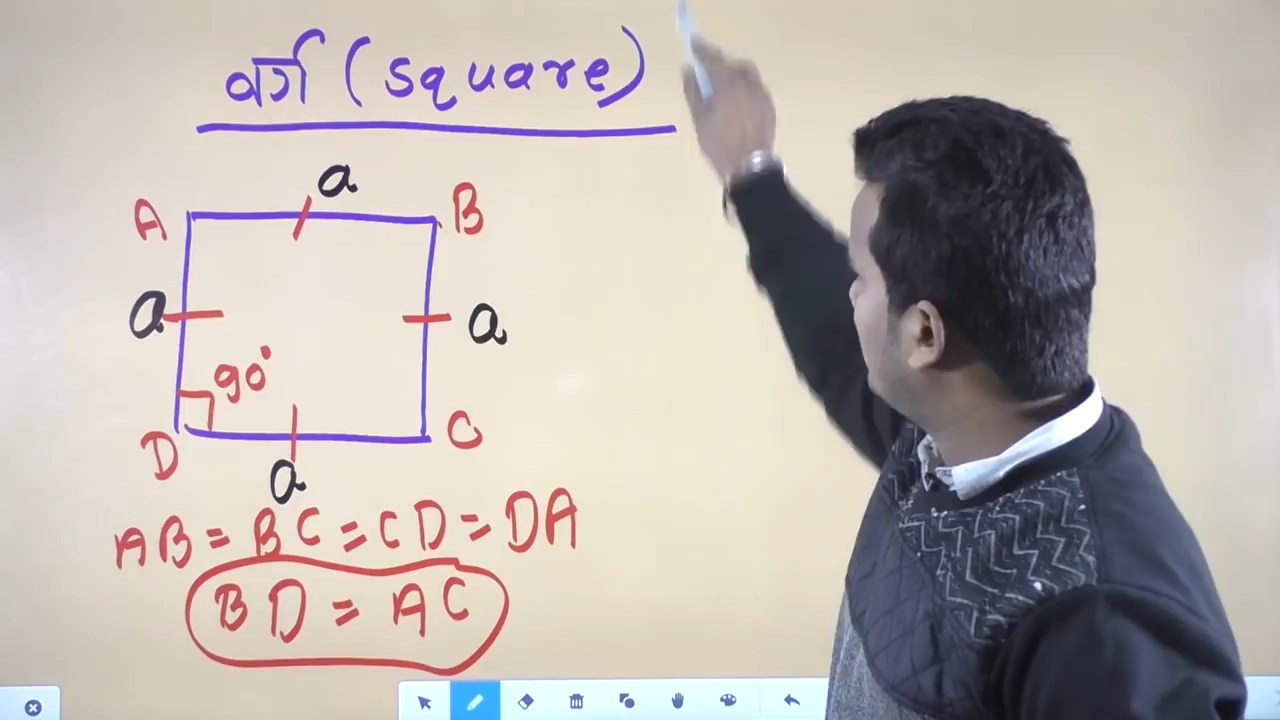 वर्ग (square)
a
A B
a a
90°
D C
a
AB = BC = CD = DA
BD = AC